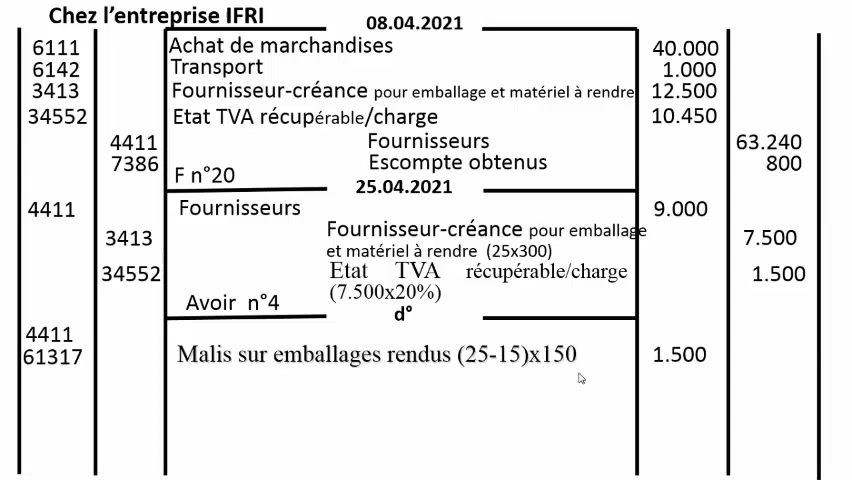 Chez l’entreprise IFRI
08.04.2021
6111 Achat de marchandises 40.000
6142 Transport 1.000
3413 Fournisseur-créance pour emballage et matériel à rendre 12.500
34552 Etat TVA récupérable/charge 10.450
4411 Fournisseurs 63.240
7386 Escompte obtenus 800
F n°20
25.04.2021
4411 Fournisseurs 9.000
Fournisseur-créance pour emballage
3413 et matériel à rendre (25x300) 7.500
34552 Etat TVA récupérable/charge 1.500
(7.500x20%)
Avoir n°4
d°
4411
61317 Malis sur emballages rendus (25-15)x150 1.500